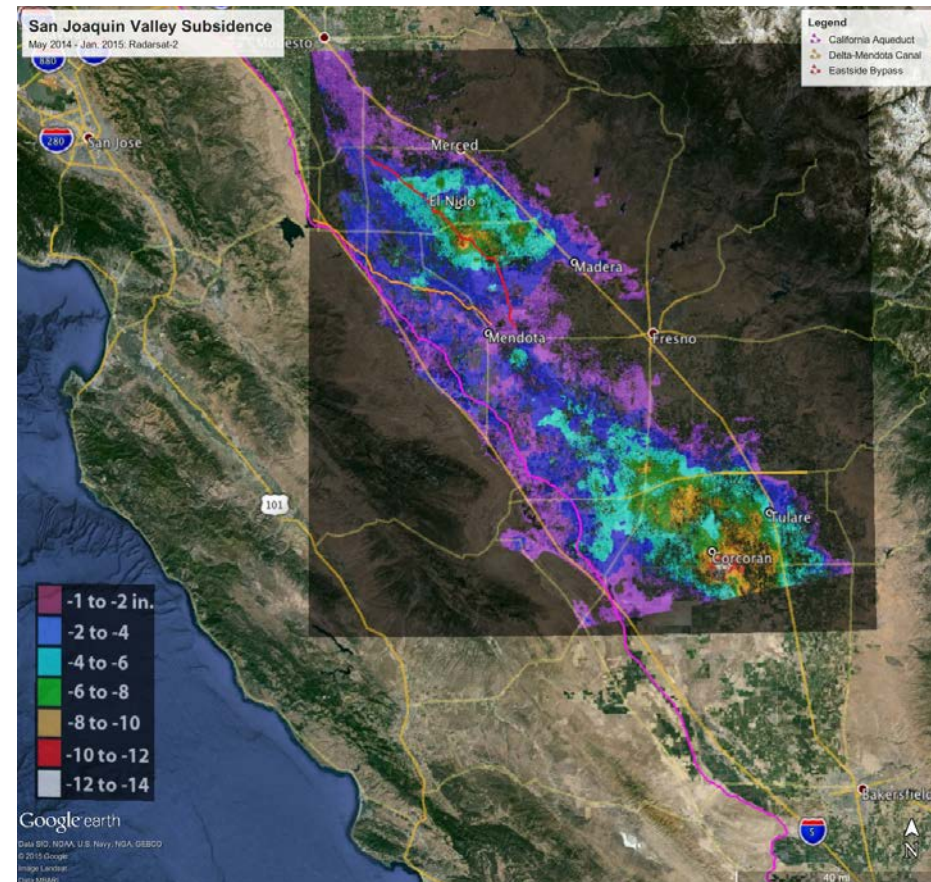 San Joaquin Valley Subsidence
May 2014 - Jan. 2015: Radarsat-2
Legend
California Aqueduct
Delta-Mendota Canal
Eastside Bypass
Modesto
880
280
San Jose
Merced
El Nido
Madera
Mendota
Fresno
101
Tulare
Corcoran
-1 to -2 in.
-2 to -4
-4 to -6
-6 to -8
-8 to -10
-10 to -12
-12 to -14
Bakersfield
5
N
Google earth
Data SIO, NOAA, U.S. Navy, NGA, GEBCO
© 2015 Google
Image Landsat
Data MBARI
40 mi